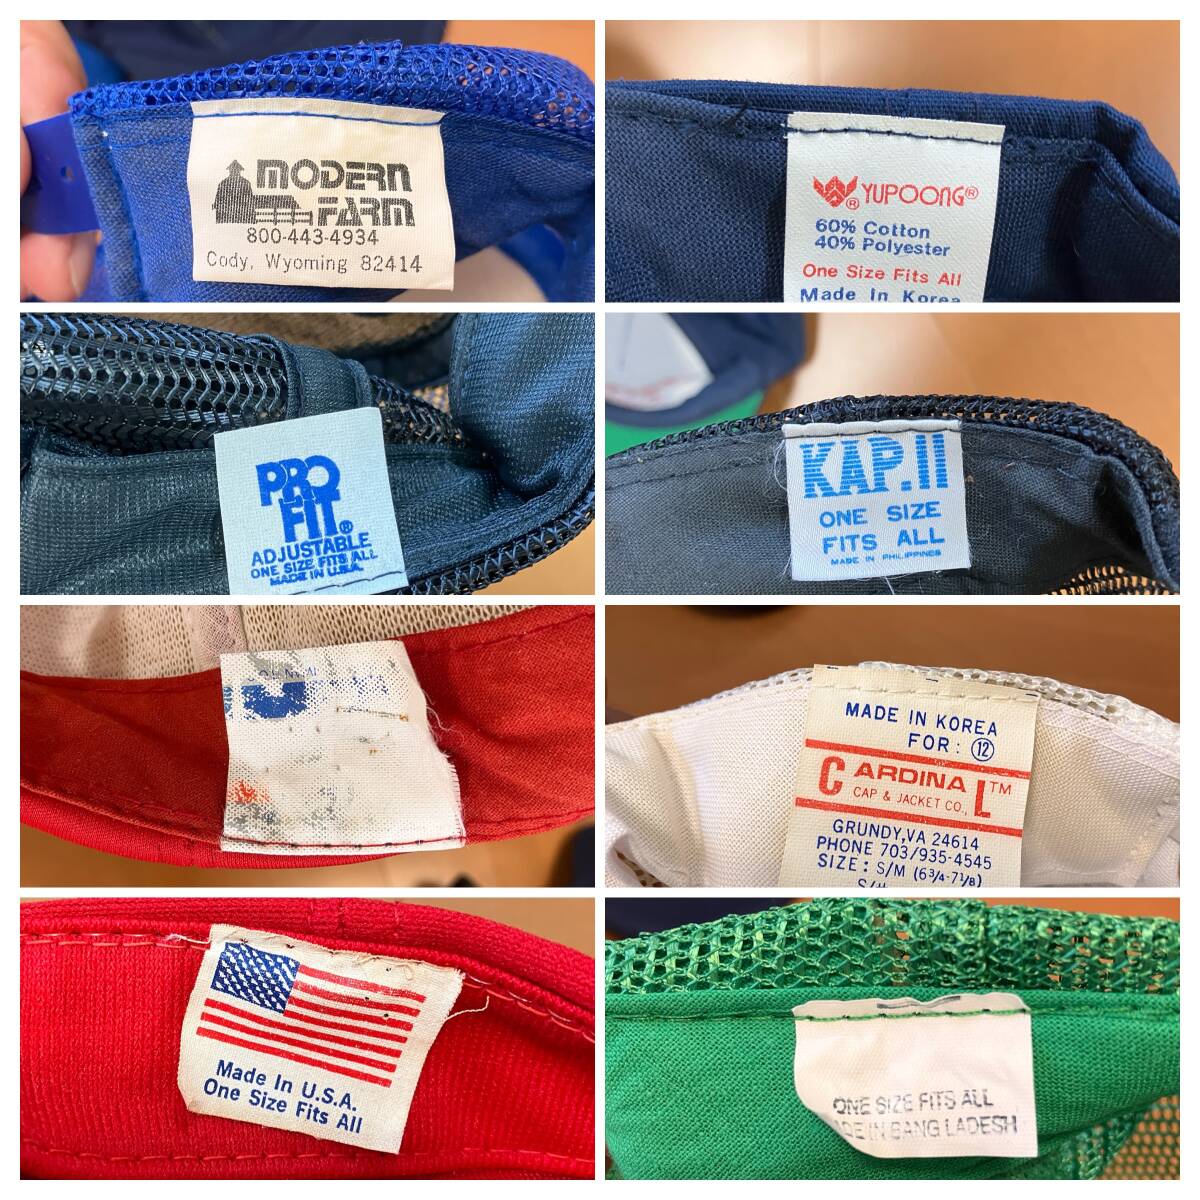 MODERN
FARM
800-443-4934
Cody, Wyoming 82414
® YUPOONG®
60% Cotton
40% Polyester
One Size Fits All
Made In Korea
PRO
FIT®
ADJUSTABLE
ONE SIZE FITS ALL
MADE IN U.S.A.
KAP.II
ONE SIZE
FITS ALL
MADE IN PHILIPPINES
MADE IN KOREA
FOR: ⑫
CARDINAL™
CAP & JACKET CO.,
GRUNDY, VA 24614
PHONE 703/935-4545
SIZE: S/M (6¾-7⅛)
Made In U.S.A.
One Size Fits All
ONE SIZE FITS ALL
DE IN BANG LADESH